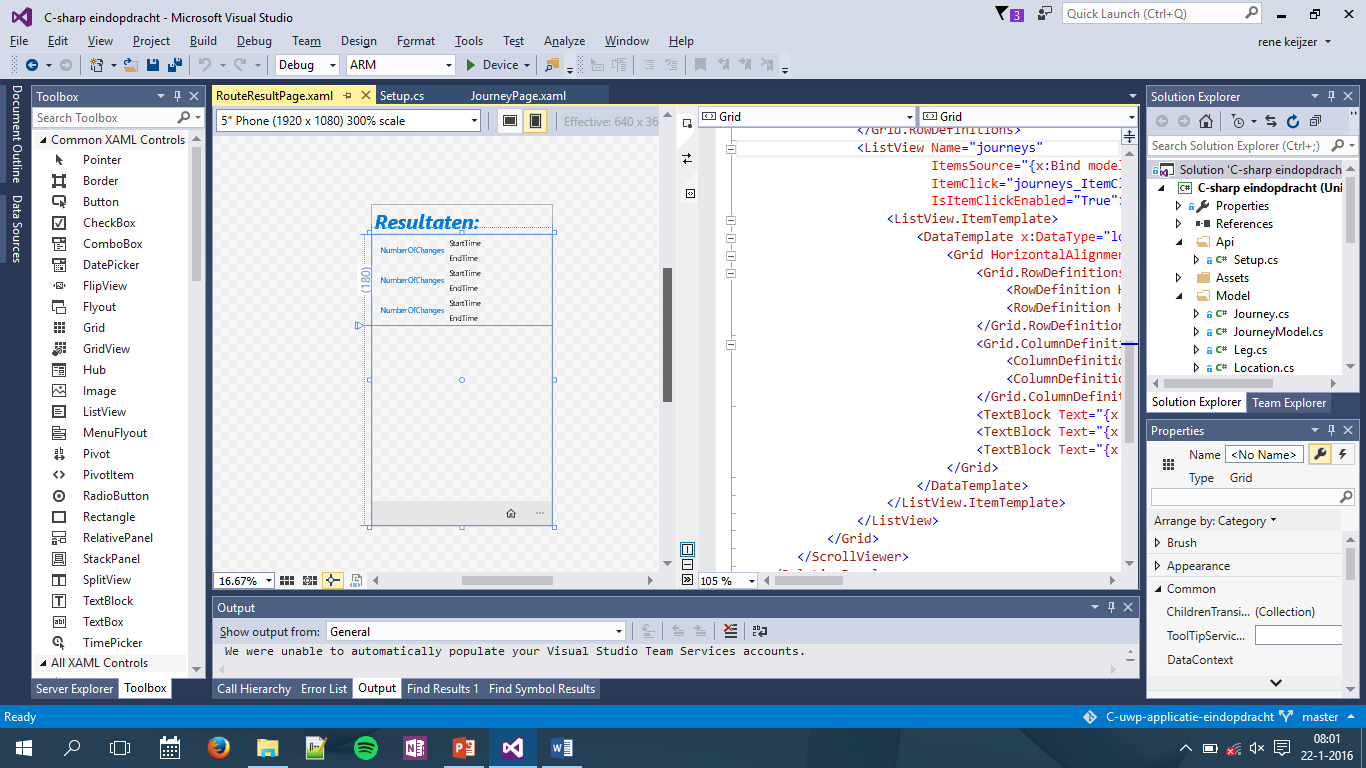 C-sharp eindopdracht - Microsoft Visual Studio
3
Quick Launch (Ctrl+Q)
File Edit View Project Build Debug Team Design Format Tools Test Analyze Window Help
rene keijzer
Debug ARM Device
Document Outline
Data Sources
Toolbox
Search Toolbox
Common XAML Controls
Pointer
Border
Button
CheckBox
ComboBox
DatePicker
FlipView
Flyout
Grid
GridView
Hub
Image
ListView
MenuFlyout
Pivot
PivotItem
RadioButton
Rectangle
RelativePanel
StackPanel
SplitView
TextBlock
TextBox
TimePicker
All XAML Controls
Server Explorer Toolbox
RouteResultPage.xaml Setup.cs JourneyPage.xaml
5" Phone (1920 x 1080) 300% scale
Effective: 640 x 36
Resultaten:
(180)
NumberOfChanges StartTime
EndTime
NumberOfChanges StartTime
EndTime
NumberOfChanges StartTime
EndTime
16.67%
Grid Grid
</Grid.RowDefinitions>
<ListView Name="journeys"
ItemsSource="{x:Bind model
ItemClick="journeys_ItemCl
IsItemClickEnabled="True">
<ListView.ItemTemplate>
<DataTemplate x:DataType="lo
<Grid HorizontalAlignmen
<Grid.RowDefinitions
<RowDefinition H
<RowDefinition H
</Grid.RowDefinition
<Grid.ColumnDefiniti
<ColumnDefinitio
<ColumnDefinitio
</Grid.ColumnDefinit
<TextBlock Text="{x
<TextBlock Text="{x
<TextBlock Text="{x
</Grid>
</DataTemplate>
</ListView.ItemTemplate>
</ListView>
</Grid>
</ScrollViewer>
105 %
Output
Show output from: General
We were unable to automatically populate your Visual Studio Team Services accounts.
Call Hierarchy Error List Output Find Results 1 Find Symbol Results
Solution Explorer
Search Solution Explorer (Ctrl+;)
Solution 'C-sharp eindopdracht
C-sharp eindopdracht (Uni
Properties
References
Api
Setup.cs
Assets
Model
Journey.cs
JourneyModel.cs
Leg.cs
Location.cs
Solution Explorer Team Explorer
Properties
Name <No Name>
Type Grid
Arrange by: Category
Brush
Appearance
Common
ChildrenTransi... (Collection)
ToolTipServic...
DataContext
Ready
C-uwp-applicatie-eindopdracht master
08:01
22-1-2016